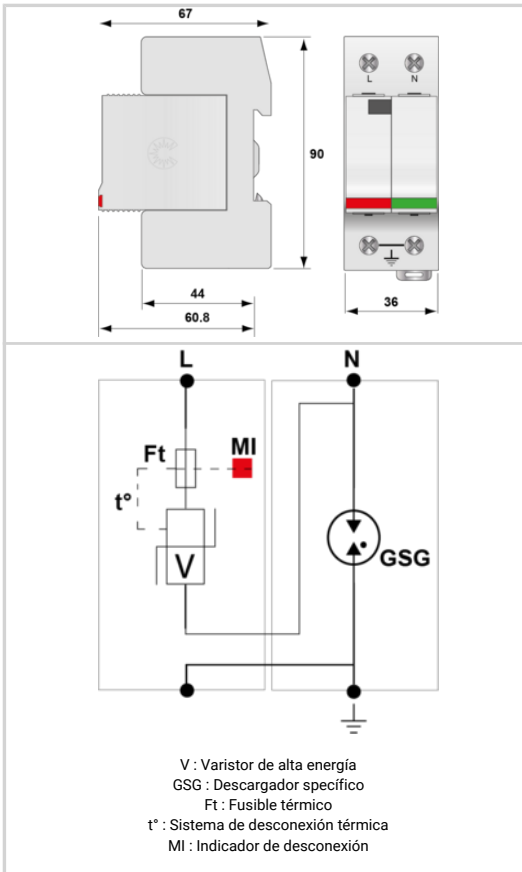 67
L N
90
44
60.8
36
L
N
Ft
MI
t°
V
GSG
V : Varistor de alta energía
GSG : Descargador specífico
Ft : Fusible térmico
t° : Sistema de desconexión térmica
MI : Indicador de desconexión